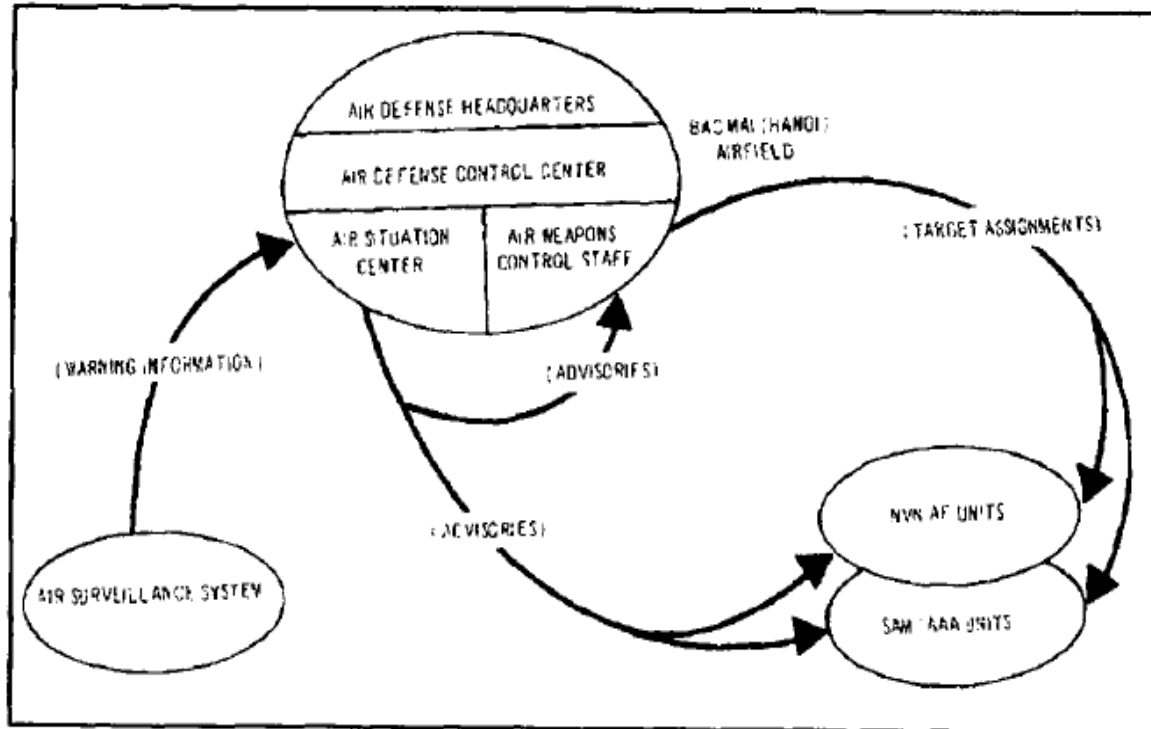 AIR DEFENSE HEADQUARTERS
AIR DEFENSE CONTROL CENTER
AIR SITUATION
CENTER
AIR WEAPONS
CONTROL STAFF
BAC MAI (HANOI)
AIRFIELD
(TARGET ASSIGNMENTS)
(WARNING INFORMATION)
(ADVISORIES)
(ADVISORIES)
NVN AF UNITS
AIR SURVEILLANCE SYSTEM
SAM AAA UNITS